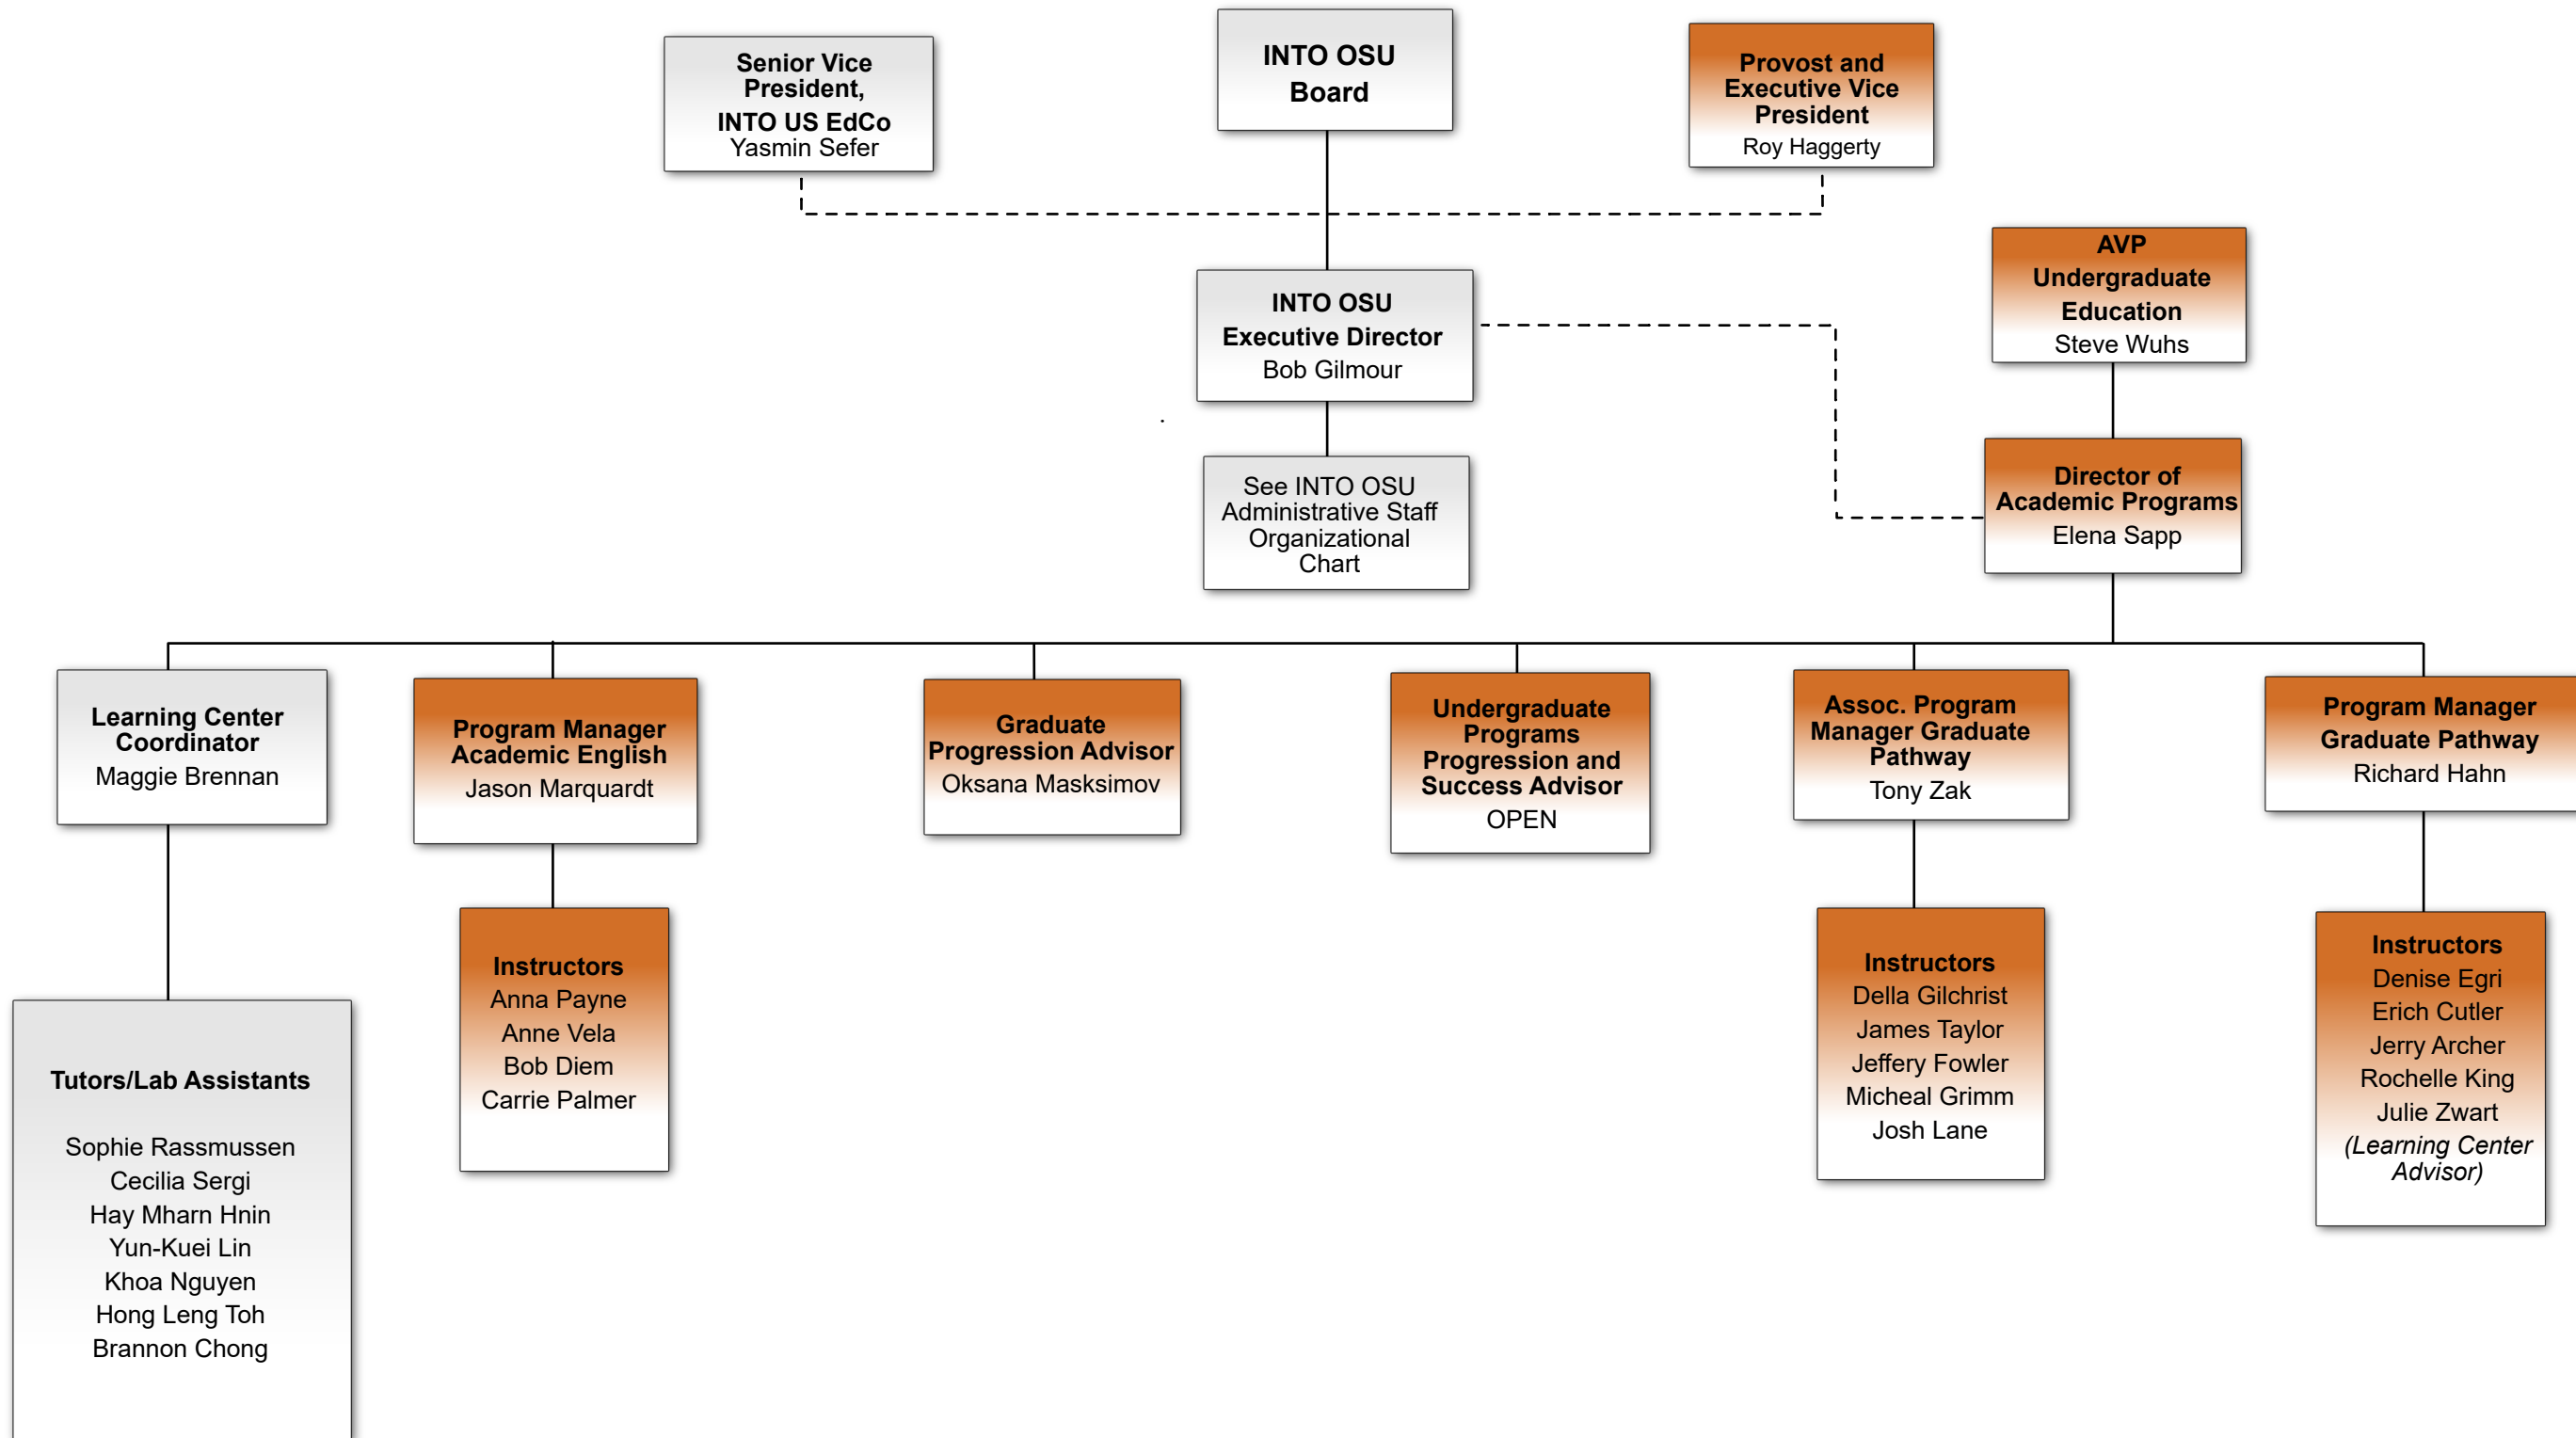 Senior Vice
President,
INTO US EdCo
Yasmin Sefer
INTO OSU
Board
Provost and
Executive Vice
President
Roy Haggerty
AVP
Undergraduate
Education
Steve Wuhs
INTO OSU
Executive Director
Bob Gilmour
See INTO OSU
Administrative Staff
Organizational
Chart
Director of
Academic Programs
Elena Sapp
Learning Center
Coordinator
Maggie Brennan
Program Manager
Academic English
Jason Marquardt
Graduate
Progression Advisor
Oksana Masksimov
Undergraduate
Programs
Progression and
Success Advisor
OPEN
Assoc. Program
Manager Graduate
Pathway
Tony Zak
Program Manager
Graduate Pathway
Richard Hahn
Tutors/Lab Assistants
Sophie Rassmussen
Cecilia Sergi
Hay Mharn Hnin
Yun-Kuei Lin
Khoa Nguyen
Hong Leng Toh
Brannon Chong
Instructors
Anna Payne
Anne Vela
Bob Diem
Carrie Palmer
Instructors
Della Gilchrist
James Taylor
Jeffery Fowler
Micheal Grimm
Josh Lane
Instructors
Denise Egri
Erich Cutler
Jerry Archer
Rochelle King
Julie Zwart
(Learning Center
Advisor)